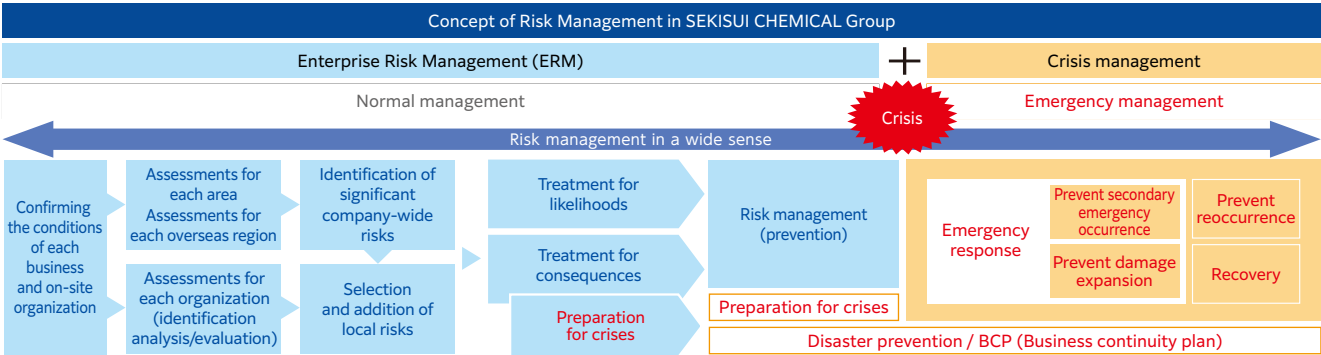 Concept of Risk Management in SEKISUI CHEMICAL Group
Enterprise Risk Management (ERM)
+
Crisis management
Normal management
Crisis
Emergency management
Risk management in a wide sense
Confirming
the conditions
of each
business
and on-site
organization
Assessments for
each area
Assessments for
each overseas region
Assessments for
each organization
(identification
analysis/evaluation)
Identification of
significant
company-wide
risks
Selection
and addition of
local risks
Treatment for
likelihoods
Treatment for
consequences
Preparation
for crises
Risk management
(prevention)
Preparation for crises
Emergency
response
Prevent secondary
emergency
occurrence
Prevent damage
expansion
Prevent
reoccurrence
Recovery
Disaster prevention / BCP (Business continuity plan)